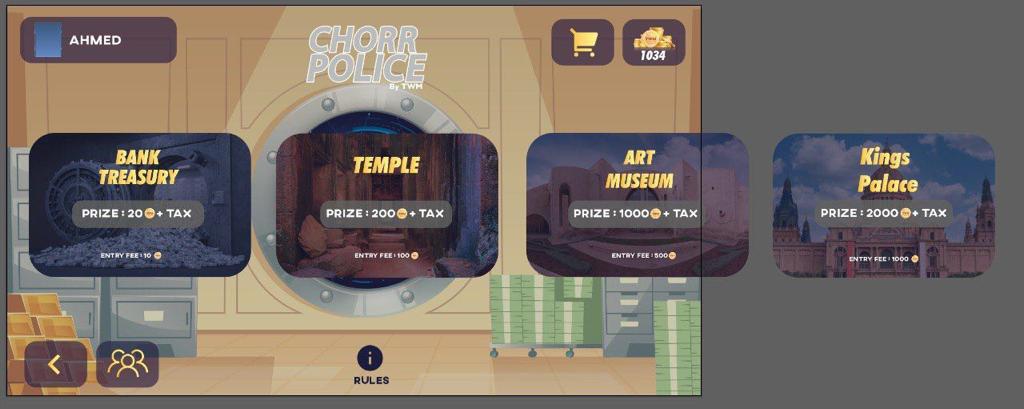 AHMED
CHORR
POLICE
By TWM
1034
BANK
TREASURY
PRIZE : 20 + TAX
ENTRY FEE : 10
TEMPLE
PRIZE : 200 + TAX
ENTRY FEE : 100
ART
MUSEUM
PRIZE : 1000 + TAX
ENTRY FEE : 500
Kings
Palace
PRIZE : 2000 + TAX
ENTRY FEE : 1000
RULES